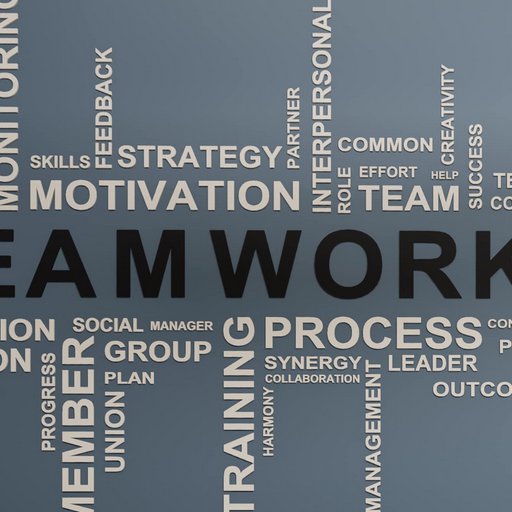 MONITORING
FEEDBACK
SKILLS
STRATEGY
PARTNER
INTERPERSONAL
COMMON
CREATIVITY
SUCCESS
MOTIVATION
ROLE
EFFORT
HELP
TEAM
TE
CO
EAMWORK
ION
ON
SOCIAL
MANAGER
GROUP
PLAN
PROGRESS
MEMBER
UNION
TRAINING
PROCESS
SYNERGY
COLLABORATION
HARMONY
MANAGEMENT
LEADER
CON
P
OUTCO